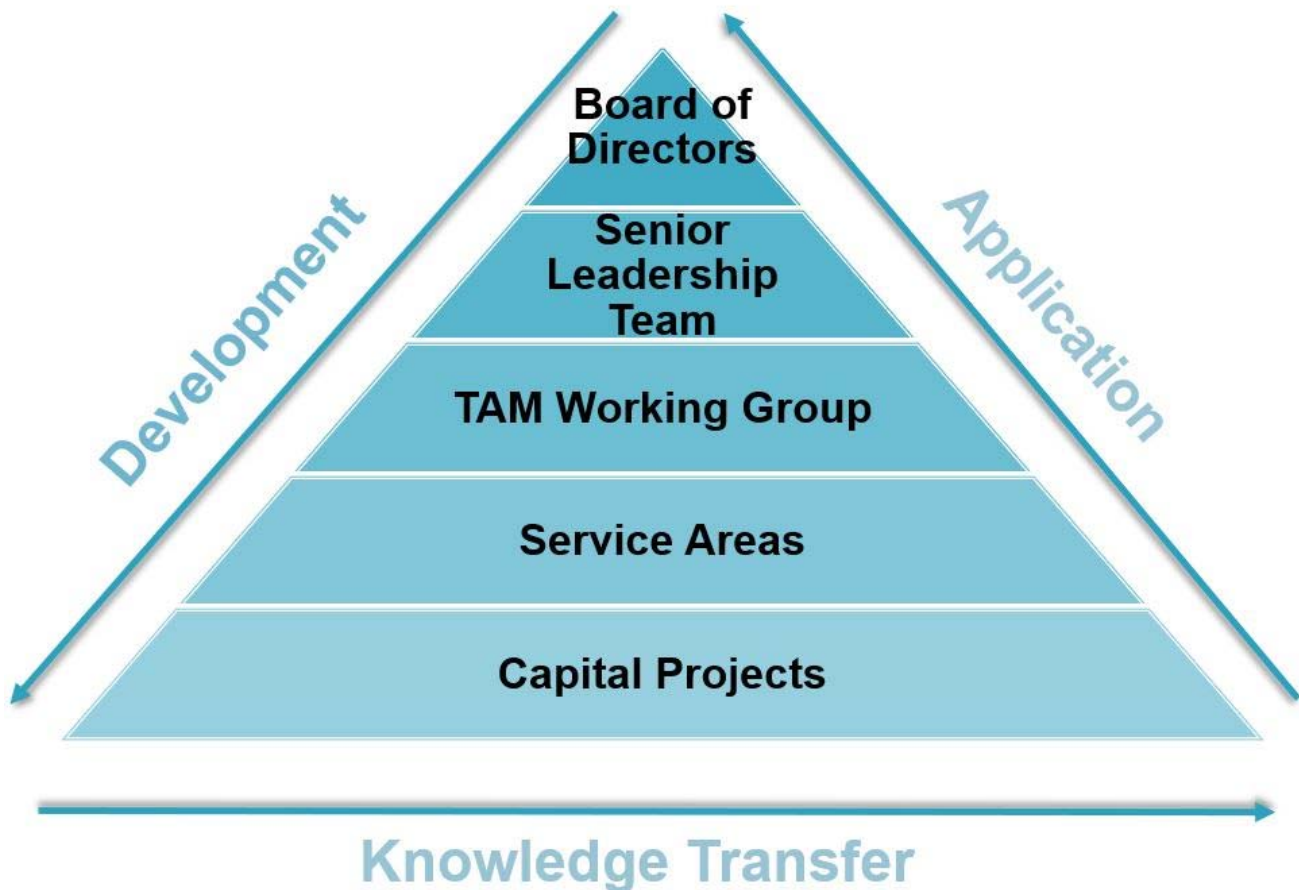 Board of
Directors
Senior
Leadership
Team
TAM Working Group
Service Areas
Capital Projects
Development
Application
Knowledge Transfer